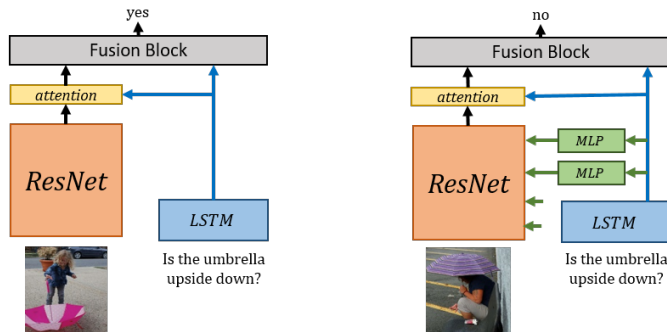 yes
Fusion Block
attention
ResNet
LSTM
Is the umbrella
upside down?
no
Fusion Block
attention
MLP
MLP
ResNet
LSTM
Is the umbrella
upside down?